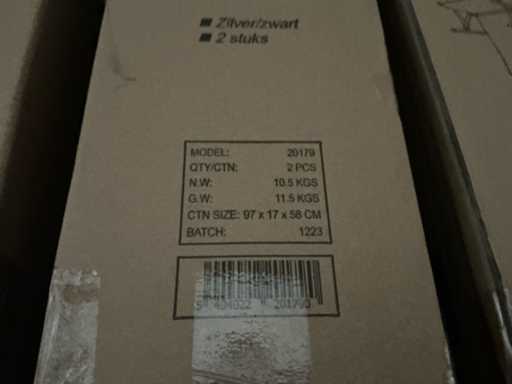 ■ Zilver/zwart
■ 2 stuks
MODEL: 20179
QTY/CTN: 2 PCS
N.W: 10.5 KGS
G.W: 11.5 KGS
CTN SIZE: 97 x 17 x 58 CM
BATCH: 1223